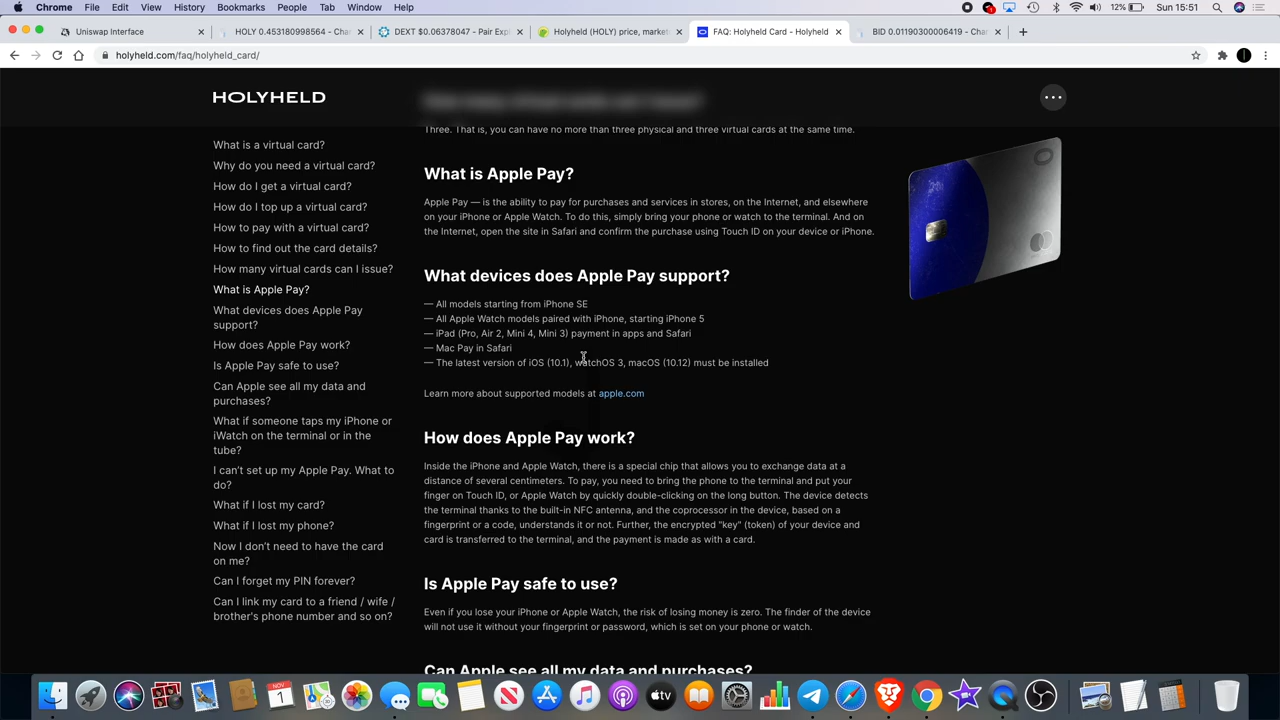 Chrome File Edit View History Bookmarks People Tab Window Help 12% Sun 15:51
Uniswap Interface HOLY 0.453180998564 - Cha DEXT $0.06378047 - Pair Expl Holyheld (HOLY) price, market FAQ: Holyheld Card - Holyheld BID 0.01190300006419 - Chan
holyheld.com/faq/holyheld_card/
HOLYHELD
What is a virtual card?
Why do you need a virtual card?
How do I get a virtual card?
How do I top up a virtual card?
How to pay with a virtual card?
How to find out the card details?
How many virtual cards can I issue?
What is Apple Pay?
What devices does Apple Pay
support?
How does Apple Pay work?
Is Apple Pay safe to use?
Can Apple see all my data and
purchases?
What if someone taps my iPhone or
iWatch on the terminal or in the
tube?
I can't set up my Apple Pay. What to
do?
What if I lost my card?
What if I lost my phone?
Now I don't need to have the card
on me?
Can I forget my PIN forever?
Can I link my card to a friend / wife /
brother's phone number and so on?
How many virtual cards can I issue?
Three. That is, you can have no more than three physical and three virtual cards at the same time.
What is Apple Pay?
Apple Pay — is the ability to pay for purchases and services in stores, on the Internet, and elsewhere
on your iPhone or Apple Watch. To do this, simply bring your phone or watch to the terminal. And on
the Internet, open the site in Safari and confirm the purchase using Touch ID on your device or iPhone.
What devices does Apple Pay support?
— All models starting from iPhone SE
— All Apple Watch models paired with iPhone, starting iPhone 5
— iPad (Pro, Air 2, Mini 4, Mini 3) payment in apps and Safari
— Mac Pay in Safari
— The latest version of iOS (10.1), watchOS 3, macOS (10.12) must be installed
Learn more about supported models at apple.com
How does Apple Pay work?
Inside the iPhone and Apple Watch, there is a special chip that allows you to exchange data at a
distance of several centimeters. To pay, you need to bring the phone to the terminal and put your
finger on Touch ID, or Apple Watch by quickly double-clicking on the long button. The device detects
the terminal thanks to the built-in NFC antenna, and the coprocessor in the device, based on a
fingerprint or a code, understands it or not. Further, the encrypted "key" (token) of your device and
card is transferred to the terminal, and the payment is made as with a card.
Is Apple Pay safe to use?
Even if you lose your iPhone or Apple Watch, the risk of losing money is zero. The finder of the device
will not use it without your fingerprint or password, which is set on your phone or watch.
Can Apple see all my data and purchases?
NOV
1
tv